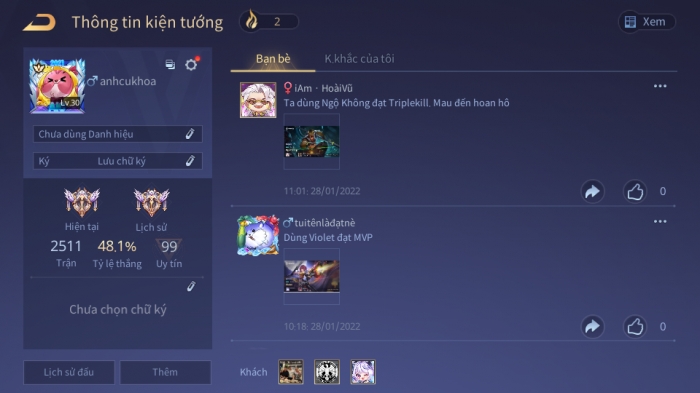 Thông tin kiện tướng
2
Xem
anhcukhoa
Lv.30
Chưa dùng Danh hiệu
Ký Lưu chữ ký
Hiện tại Lịch sử
2511 48,1% 99
Trận Tỷ lệ thắng Uy tín
Chưa chọn chữ ký
Lịch sử đấu Thêm
Bạn bè K.khắc của tôi
iAm · HoàiVũ
Ta dùng Ngộ Không đạt Triplekill. Mau đến hoan hô
11:01: 28/01/2022 0
tuitênlàđạtnè
Dùng Violet đạt MVP
10:18: 28/01/2022 0
Khách